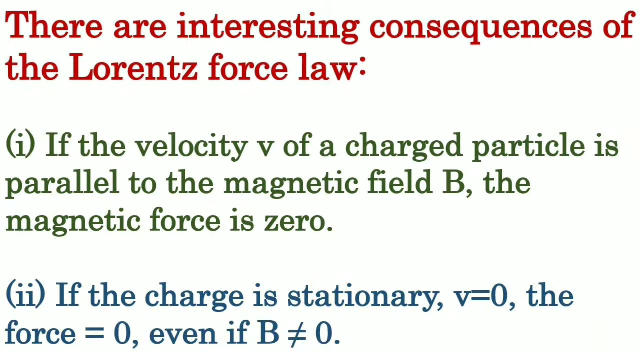 There are interesting consequences of
the Lorentz force law:
(i) If the velocity v of a charged particle is
parallel to the magnetic field B, the
magnetic force is zero.
(ii) If the charge is stationary, v=0, the
force = 0, even if B ≠ 0.